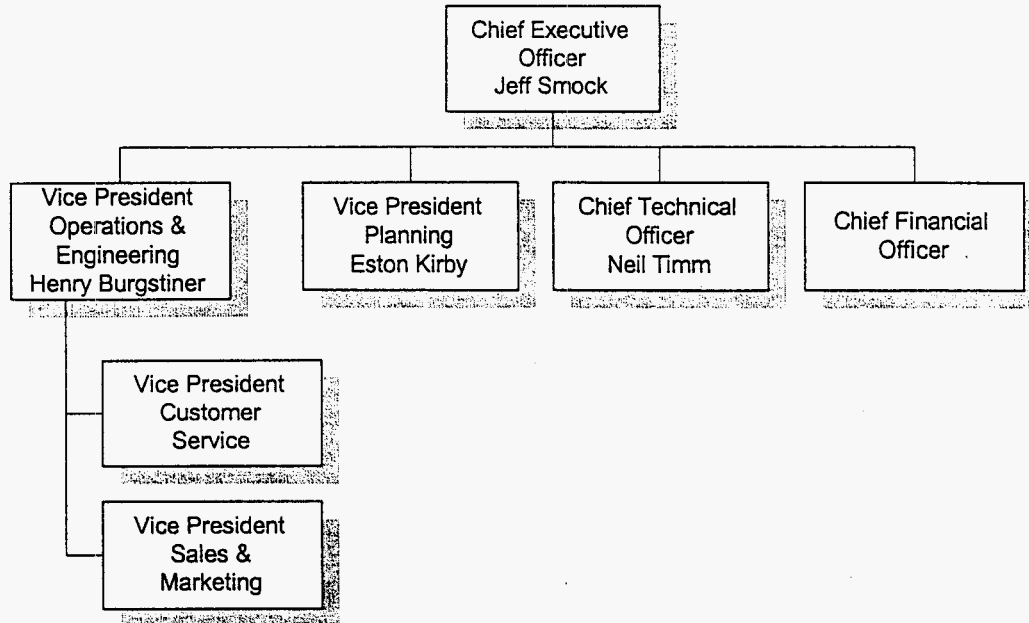 Chief Executive
Officer
Jeff Smock
Vice President
Operations &
Engineering
Henry Burgstiner
Vice President
Planning
Eston Kirby
Chief Technical
Officer
Neil Timm
Chief Financial
Officer
Vice President
Customer
Service
Vice President
Sales &
Marketing